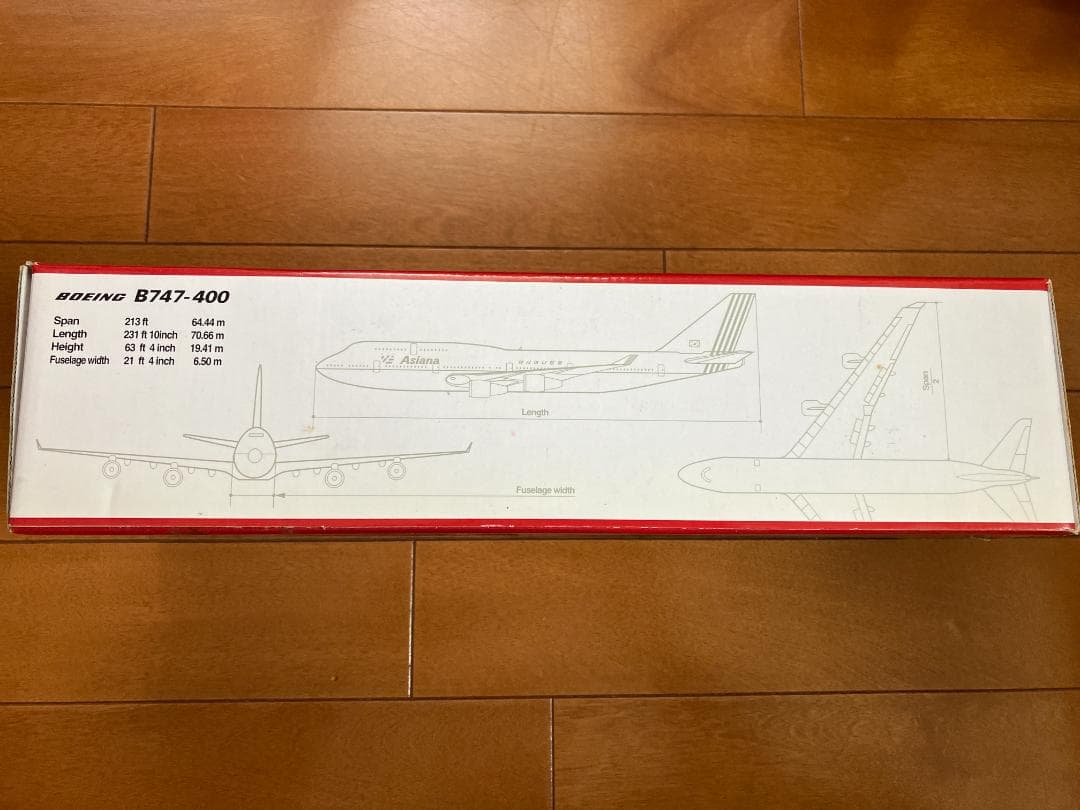 BOEING B747-400
Span 213 ft 64.44 m
Length 231 ft 10inch 70.66 m
Height 63 ft 4 inch 19.41 m
Fuselage width 21 ft 4 inch 6.50 m
Asiana
Length
Span
2
Fuselage width